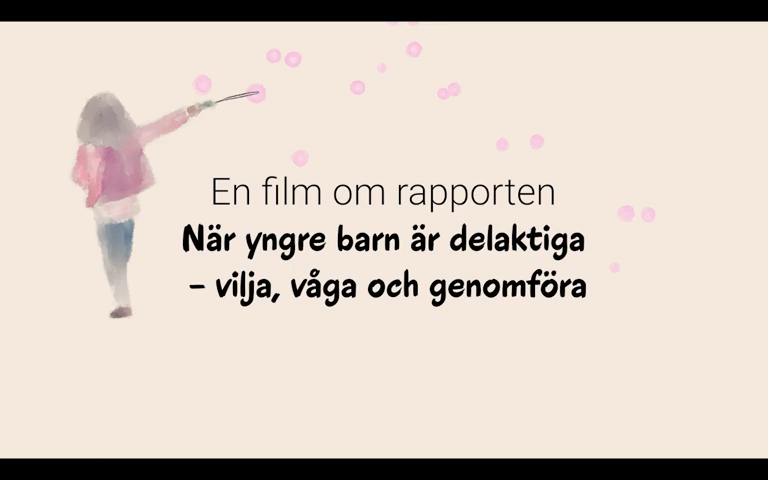 En film om rapporten
När yngre barn är delaktiga
– vilja, våga och genomföra